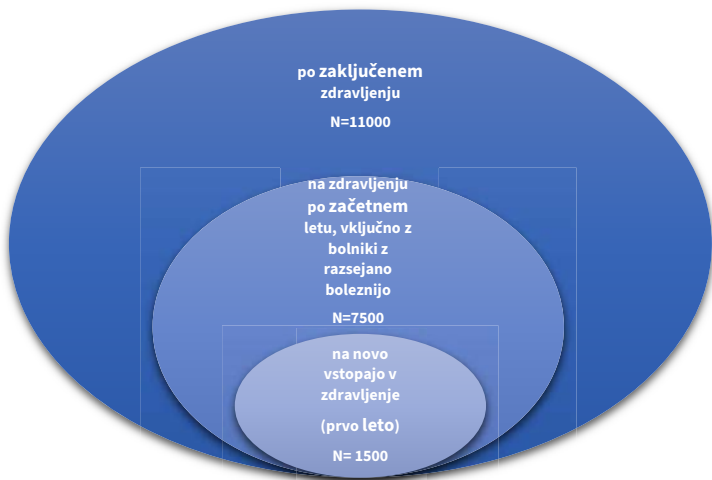 po zaključenem
zdravljenju
N=11000
na zdravljenju
po začetnem
letu, vključno z
bolniki z
razsejano
boleznijo
N=7500
na novo
vstopajo v
zdravljenje
(prvo leto)
N= 1500